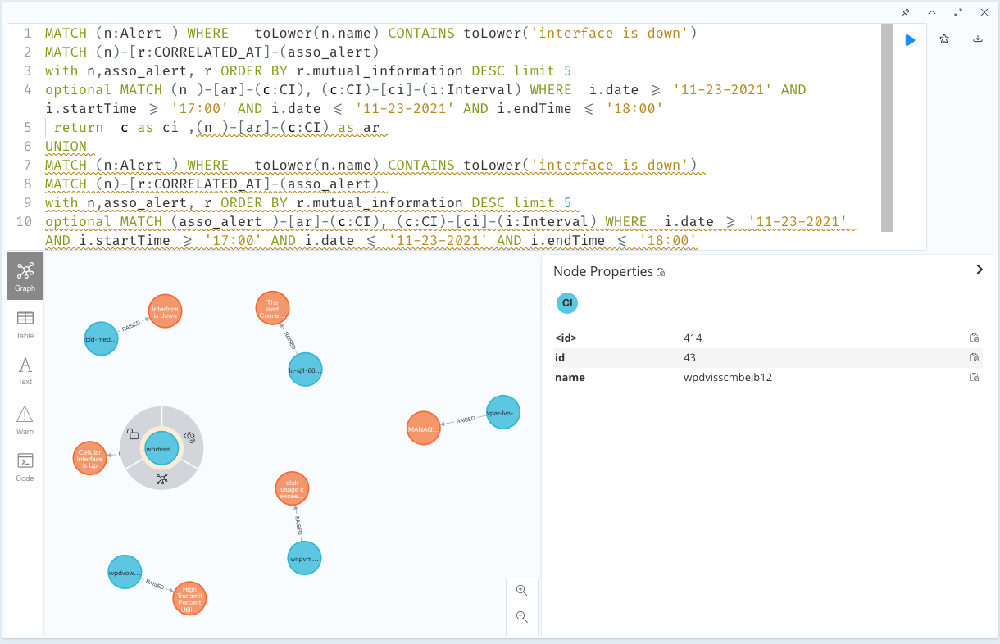 1 MATCH (n:Alert ) WHERE   toLower(n.name) CONTAINS toLower('interface is down')
2 MATCH (n)-[r:CORRELATED_AT]-(asso_alert)
3 with n,asso_alert, r ORDER BY r.mutual_information DESC limit 5
4 optional MATCH (n )-[ar]-(c:CI), (c:CI)-[ci]-(i:Interval) WHERE  i.date ≥ '11-23-2021' AND
i.startTime ≥ '17:00' AND i.date ≤ '11-23-2021' AND i.endTime ≤ '18:00'
5  return  c as ci ,(n )-[ar]-(c:CI) as ar
6 UNION
7 MATCH (n:Alert ) WHERE   toLower(n.name) CONTAINS toLower('interface is down')
8 MATCH (n)-[r:CORRELATED_AT]-(asso_alert)
9 with n,asso_alert, r ORDER BY r.mutual_information DESC limit 5
10 optional MATCH (asso_alert )-[ar]-(c:CI), (c:CI)-[ci]-(i:Interval) WHERE  i.date ≥ '11-23-2021'
AND i.startTime ≥ '17:00' AND i.date ≤ '11-23-2021' AND i.endTime ≤ '18:00'
Graph
Table
Text
Warn
Code
Interface
is down
RAISED
bld-med...
The
alert
Conne...
RAISED
lc-sj1-66...
vpar-lvn-...
RAISED
MANAG...
Cellular
Interface
is Up
wpdviss...
disk
usage c
excee...
RAISED
wnpvm...
wpdvow...
RAISED
High
Transmit
Percent
Utili...
Node Properties
CI
<id> 414
id 43
name wpdvisscmbejb12